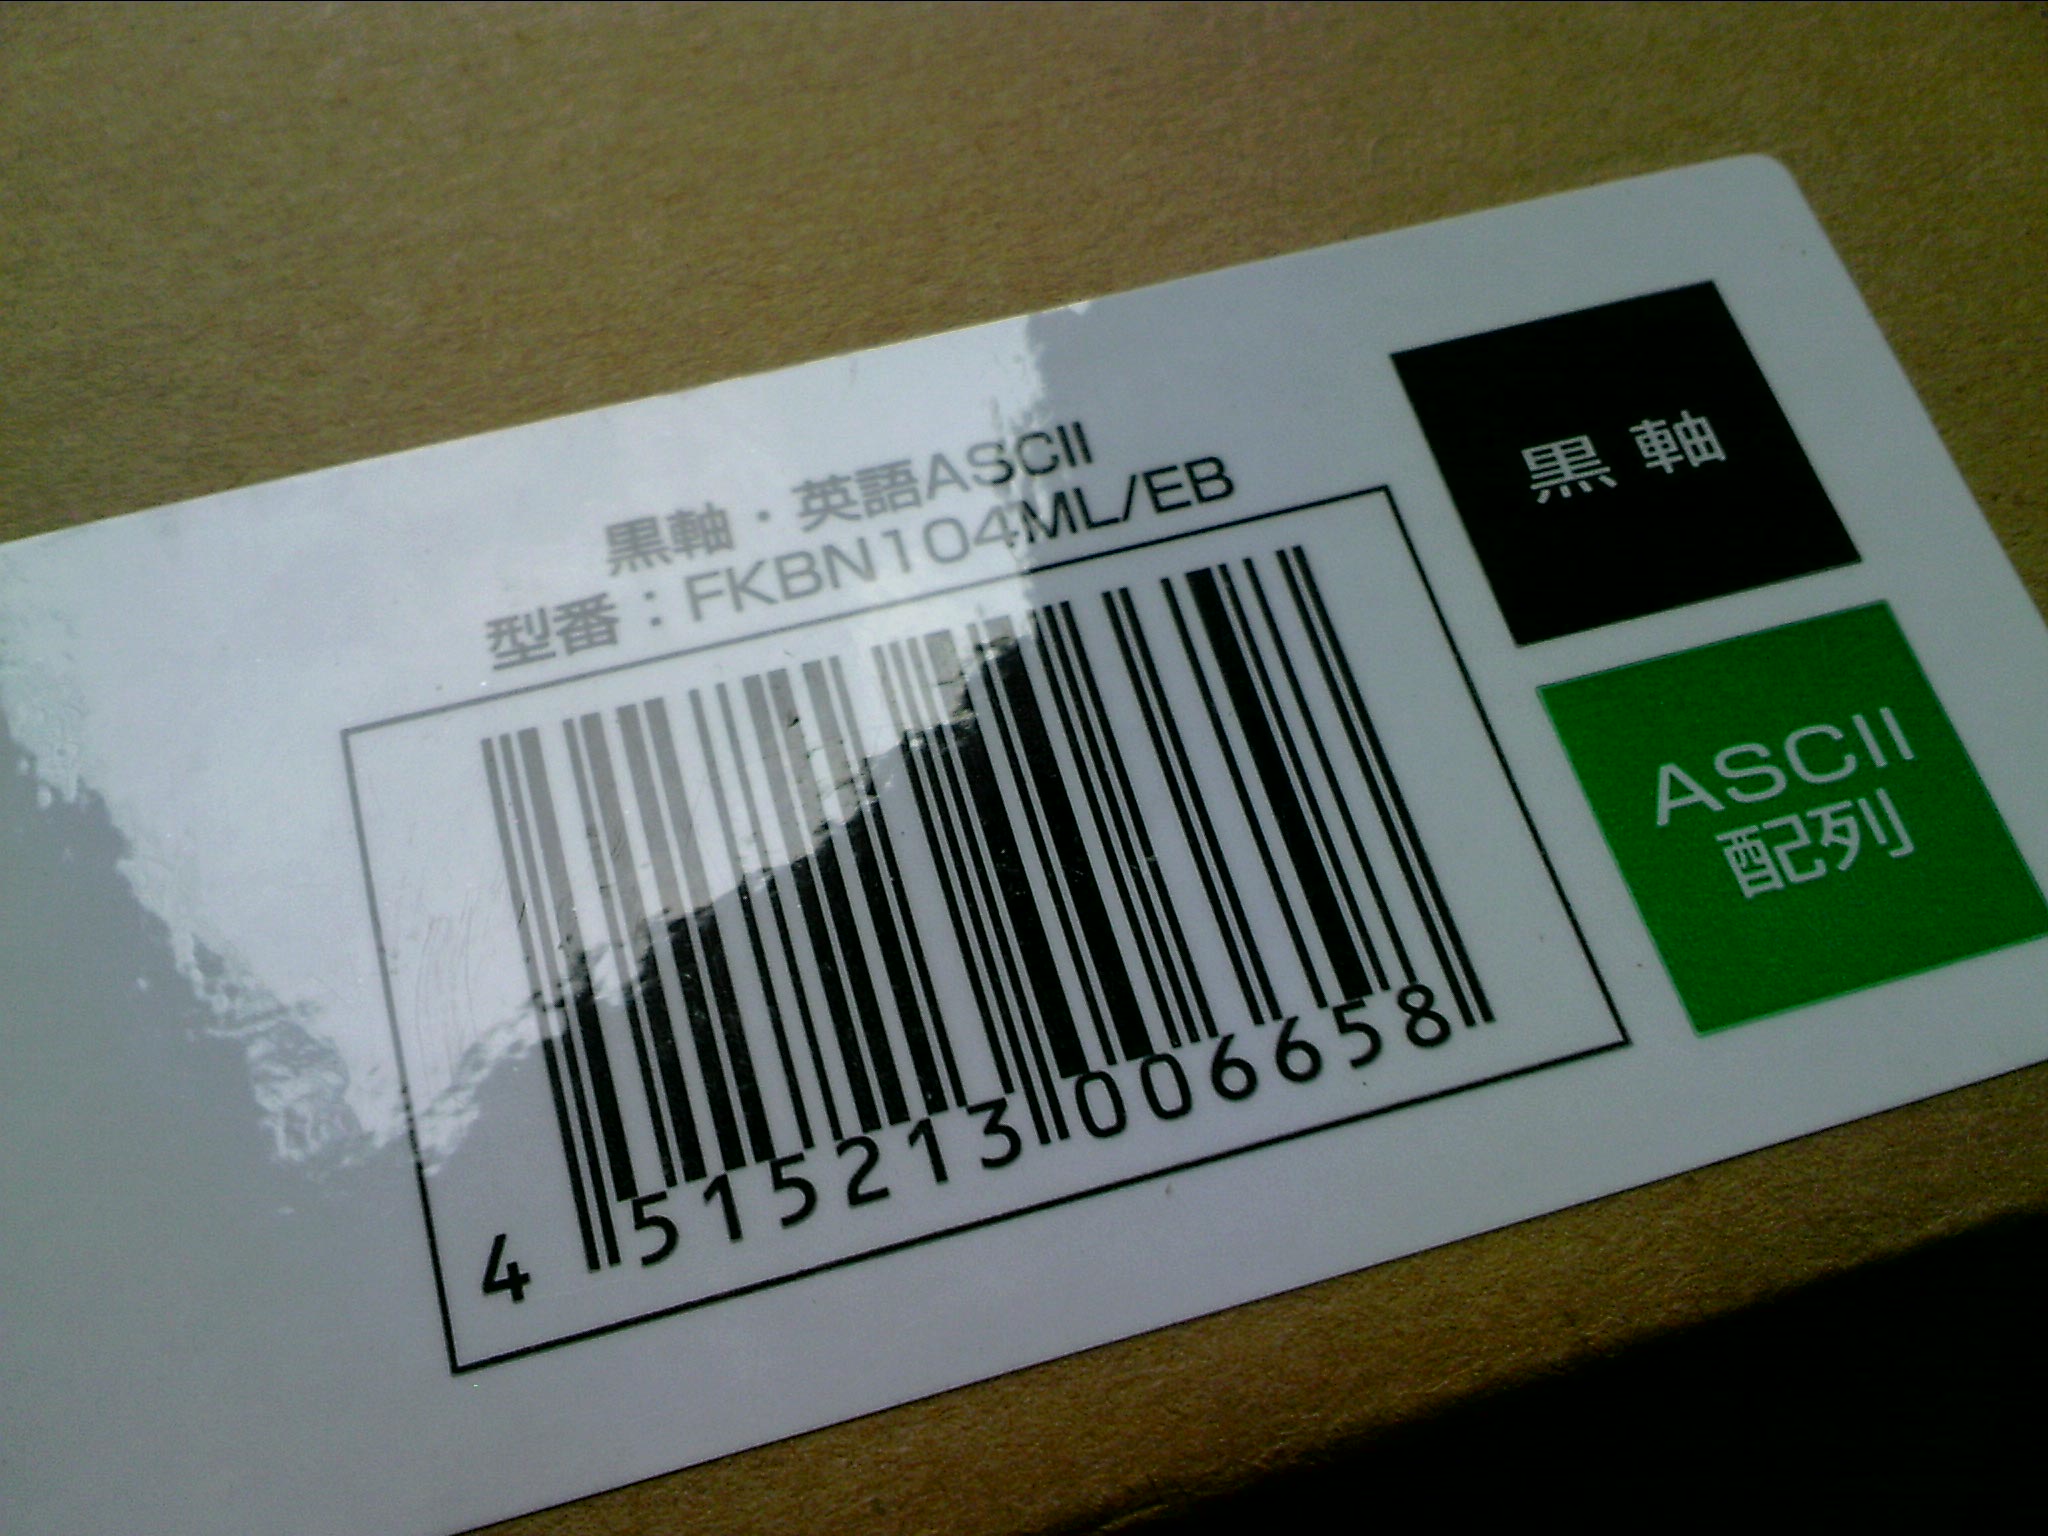 黒軸・英語ASCII
型番：FKBN104ML/EB
4 515213 006658
黒軸
ASCII
配列